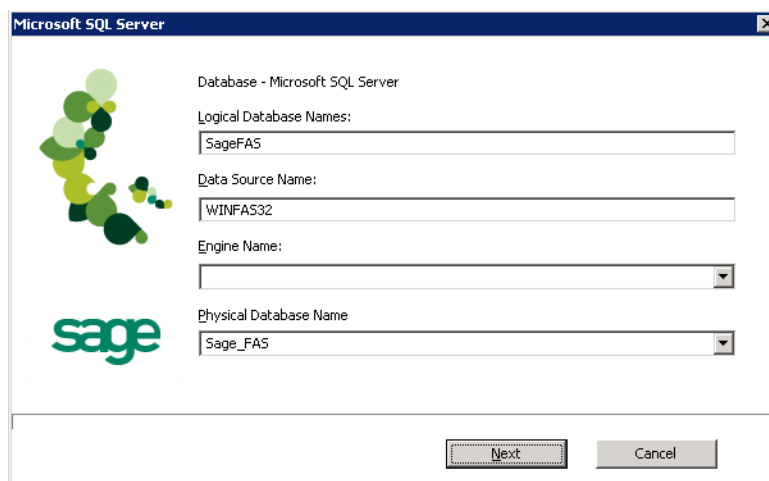 Microsoft SQL Server
Database - Microsoft SQL Server
Logical Database Names:
SageFAS
Data Source Name:
WINFAS32
Engine Name:
Physical Database Name
Sage_FAS
sage
Next
Cancel